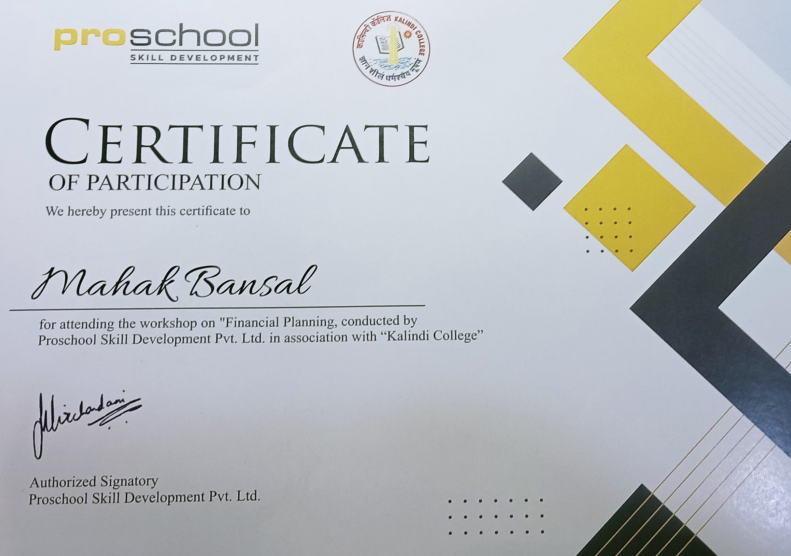 proschool
SKILL DEVELOPMENT
कालिन्दी कॉलिज KALINDI COLLEGE
CERTIFICATE
OF PARTICIPATION
We hereby present this certificate to
Mahak Bansal
for attending the workshop on "Financial Planning, conducted by
Proschool Skill Development Pvt. Ltd. in association with “Kalindi College”
Authorized Signatory
Proschool Skill Development Pvt. Ltd.